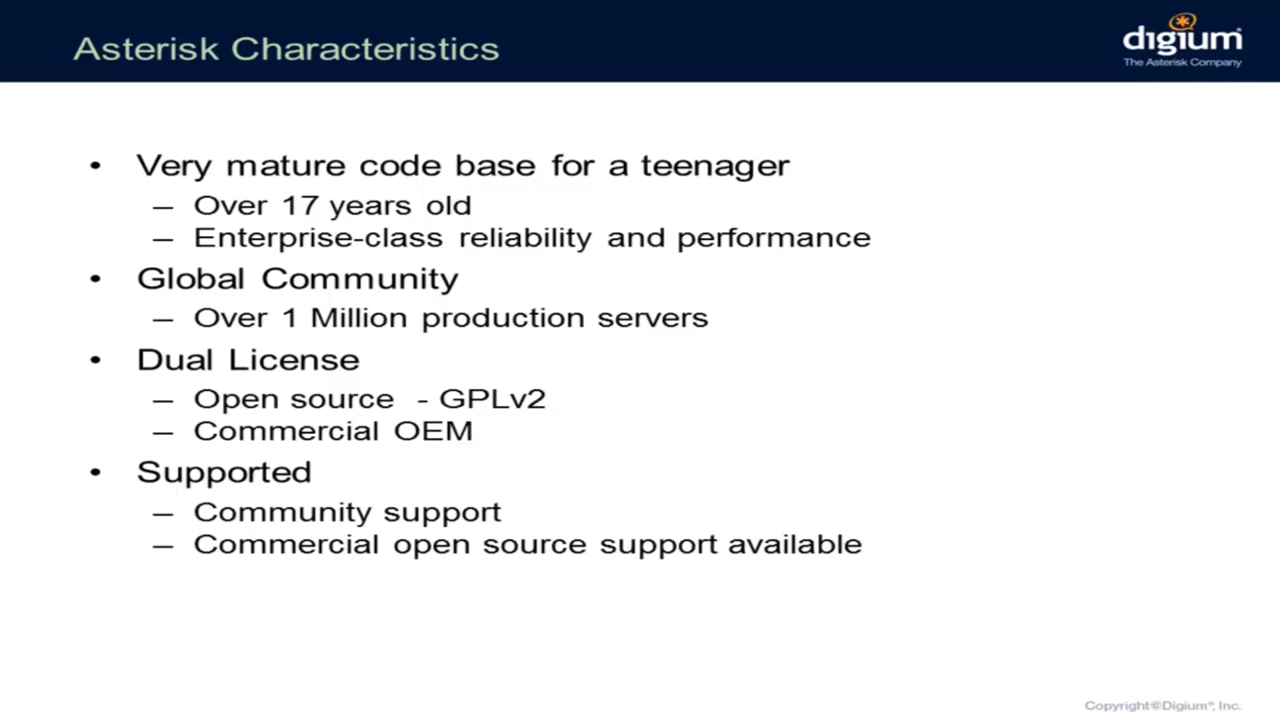 Asterisk Characteristics
digium
The Asterisk Company
• Very mature code base for a teenager
– Over 17 years old
– Enterprise-class reliability and performance
• Global Community
– Over 1 Million production servers
• Dual License
– Open source - GPLv2
– Commercial OEM
• Supported
– Community support
– Commercial open source support available
Copyright©Digium®, Inc.